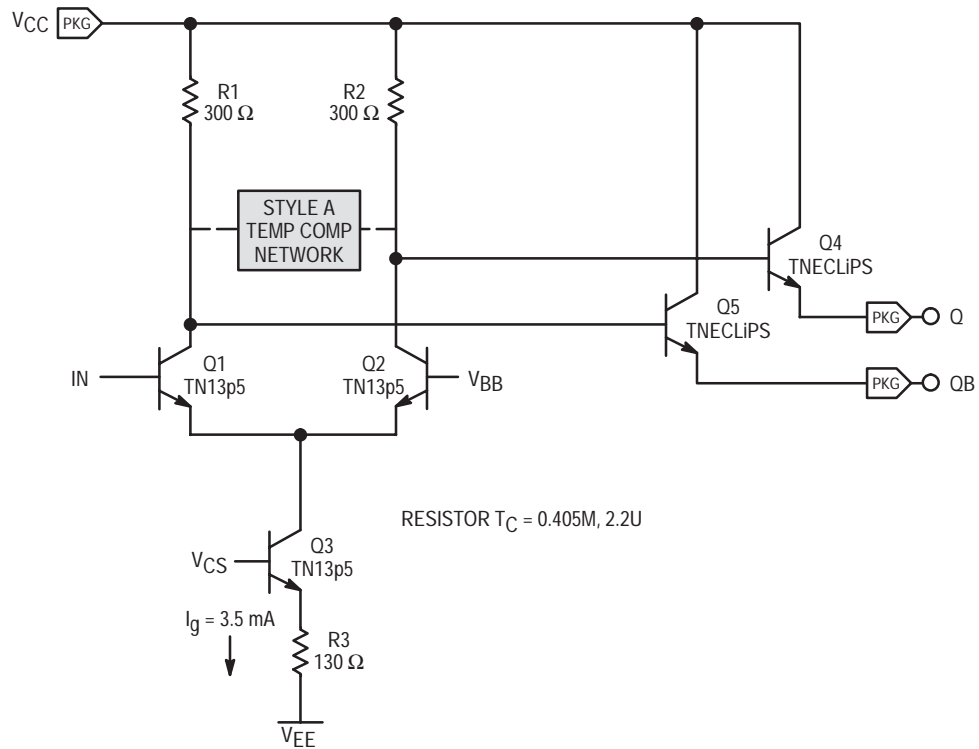 VCC PKG
R1
300 Ω
R2
300 Ω
STYLE A
TEMP COMP
NETWORK
Q4
TNECLiPS
PKG Q
Q5
TNECLiPS
PKG QB
IN
Q1
TN13p5
Q2
TN13p5
VBB
RESISTOR TC = 0.405M, 2.2U
VCS
Q3
TN13p5
Ig = 3.5 mA
R3
130 Ω
VEE